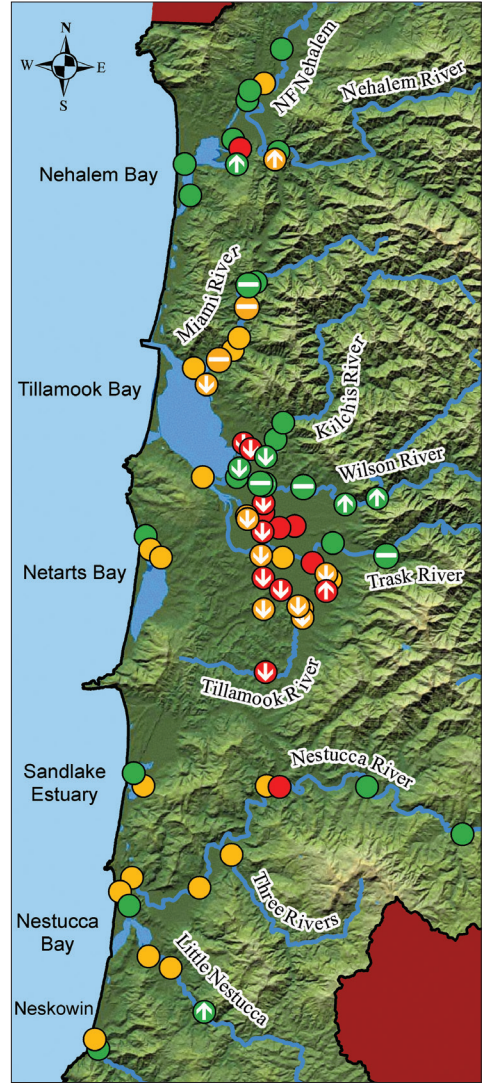 N
W E
S
NF Nehalem
Nehalem River
Nehalem Bay
Miami River
Tillamook Bay
Kilchis River
Wilson River
Netarts Bay
Trask River
Tillamook River
Nestucca River
Sandlake
Estuary
Three Rivers
Nestucca
Bay
Little Nestucca
Neskowin